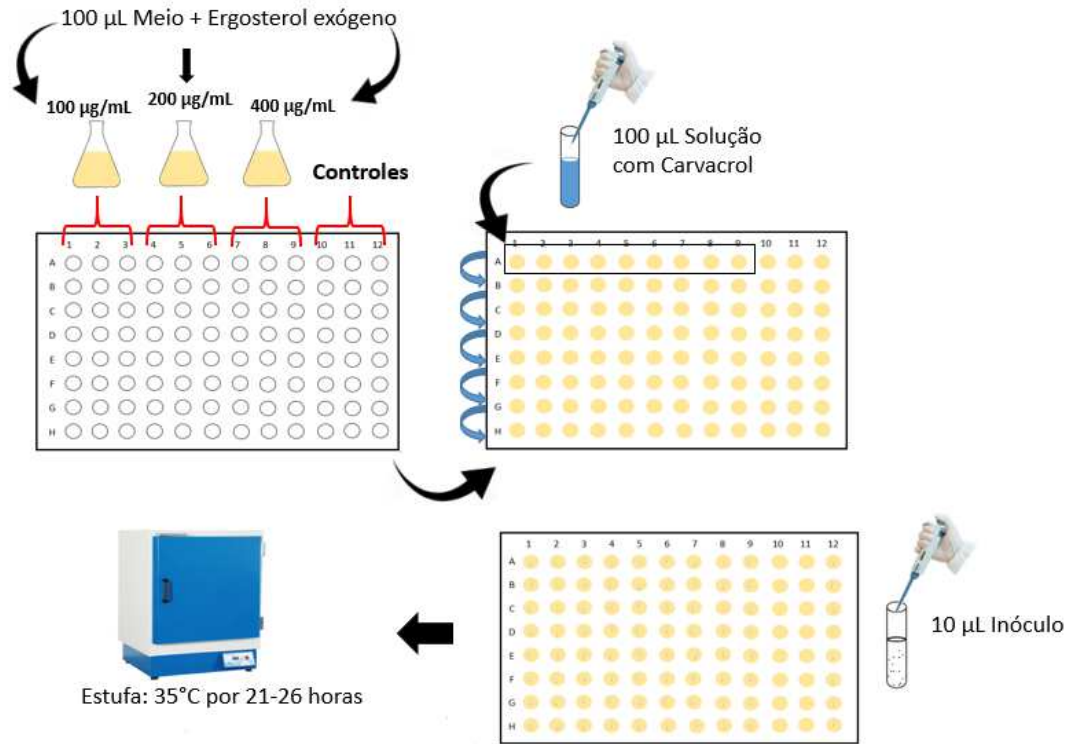 100 µL Meio + Ergosterol exógeno
100 µg/mL
200 µg/mL
400 µg/mL
Controles
1 2 3 4 5 6 7 8 9 10 11 12
A
B
C
D
E
F
G
H
100 µL Solução
com Carvacrol
1 2 3 4 5 6 7 8 9 10 11 12
A
B
C
D
E
F
G
H
Estufa: 35°C por 21-26 horas
1 2 3 4 5 6 7 8 9 10 11 12
A
B
C
D
E
F
G
H
10 µL Inóculo